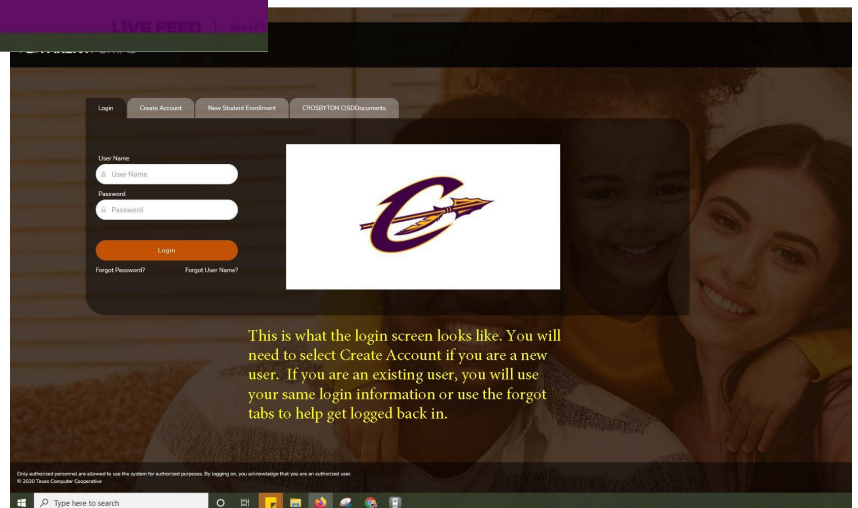 LIVE FEED
Login
Create Account
New Student Enrollment
CROSBYTON CISDDocuments
User Name
User Name
Password
Password
Login
Forgot Password?
Forgot User Name?
C
This is what the login screen looks like. You will
need to select Create Account if you are a new
user. If you are an existing user, you will use
your same login information or use the forgot
tabs to help get logged back in.
Only authorized personnel are allowed to use the system for authorized purposes. By logging on, you acknowledge that you are an authorized user.
© 2020 Texas Computer Cooperative
Type here to search